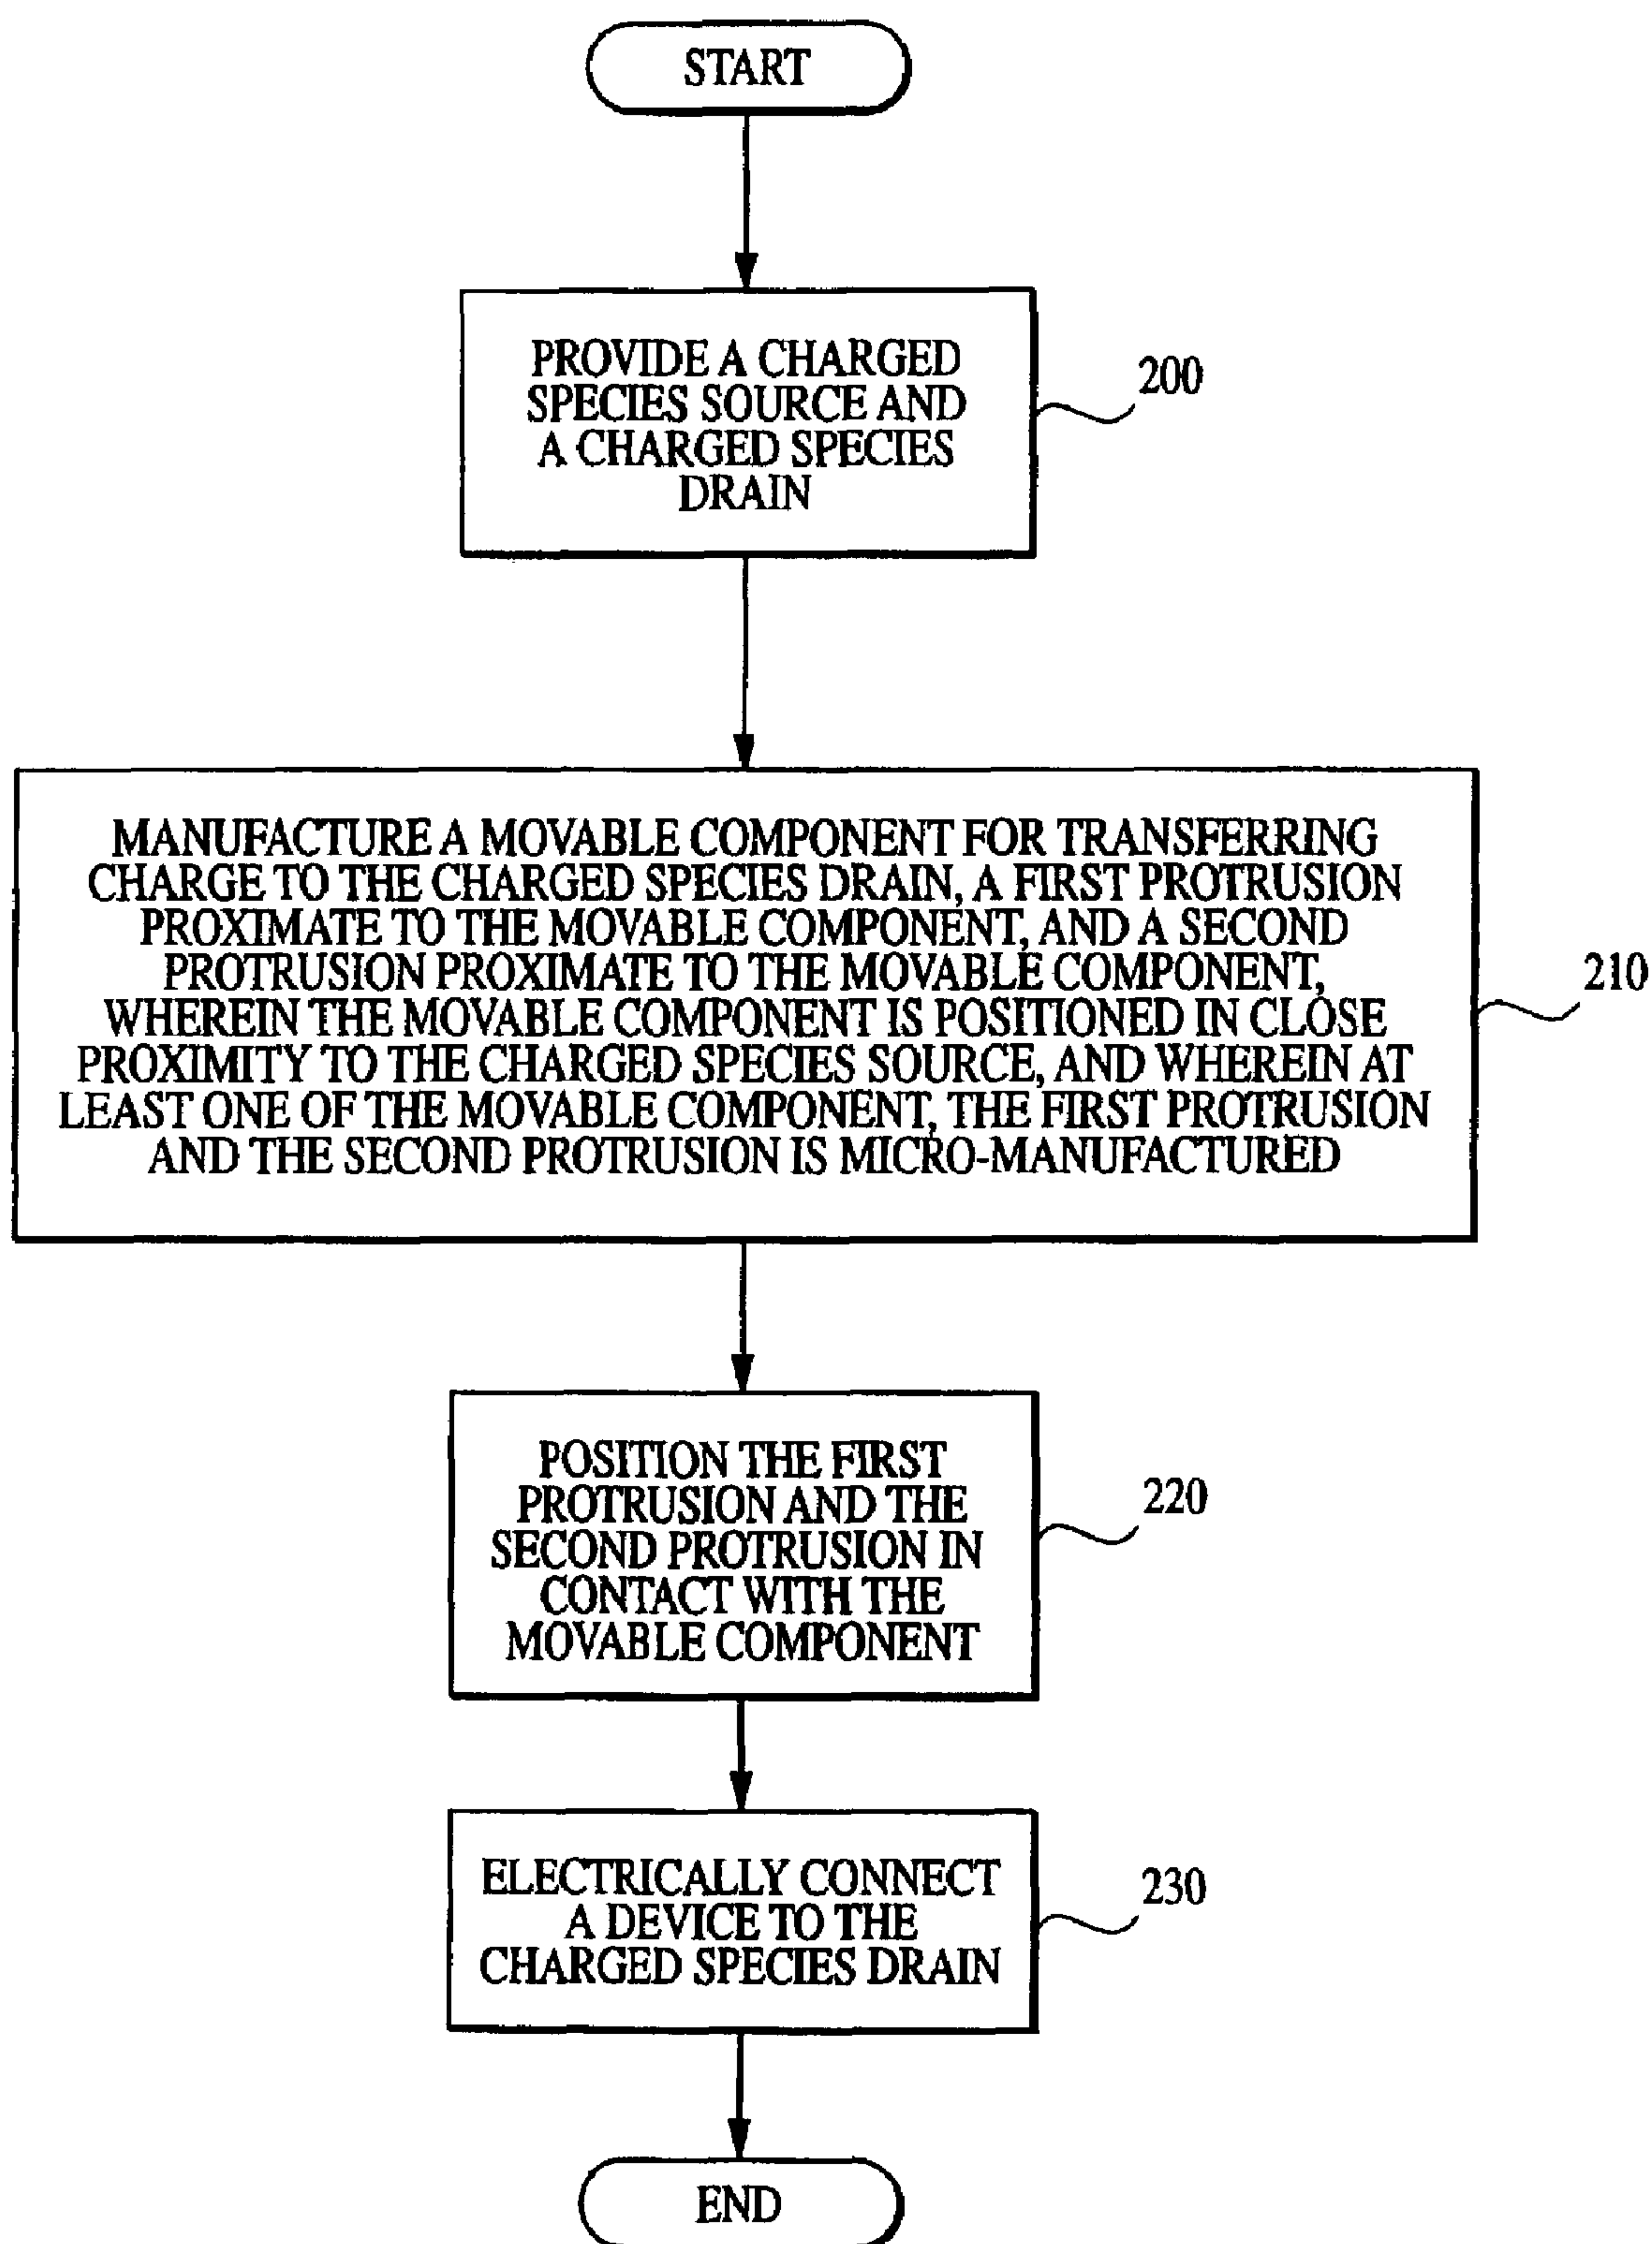 START
PROVIDE A CHARGED
SPECIES SOURCE AND
A CHARGED SPECIES
DRAIN
200
MANUFACTURE A MOVABLE COMPONENT FOR TRANSFERRING
CHARGE TO THE CHARGED SPECIES DRAIN, A FIRST PROTRUSION
PROXIMATE TO THE MOVABLE COMPONENT, AND A SECOND
PROTRUSION PROXIMATE TO THE MOVABLE COMPONENT,
WHEREIN THE MOVABLE COMPONENT IS POSITIONED IN CLOSE
PROXIMITY TO THE CHARGED SPECIES SOURCE, AND WHEREIN AT
LEAST ONE OF THE MOVABLE COMPONENT, THE FIRST PROTRUSION
AND THE SECOND PROTRUSION IS MICRO-MANUFACTURED
210
POSITION THE FIRST
PROTRUSION AND THE
SECOND PROTRUSION IN
CONTACT WITH THE
MOVABLE COMPONENT
220
ELECTRICALLY CONNECT
A DEVICE TO THE
CHARGED SPECIES DRAIN
230
END